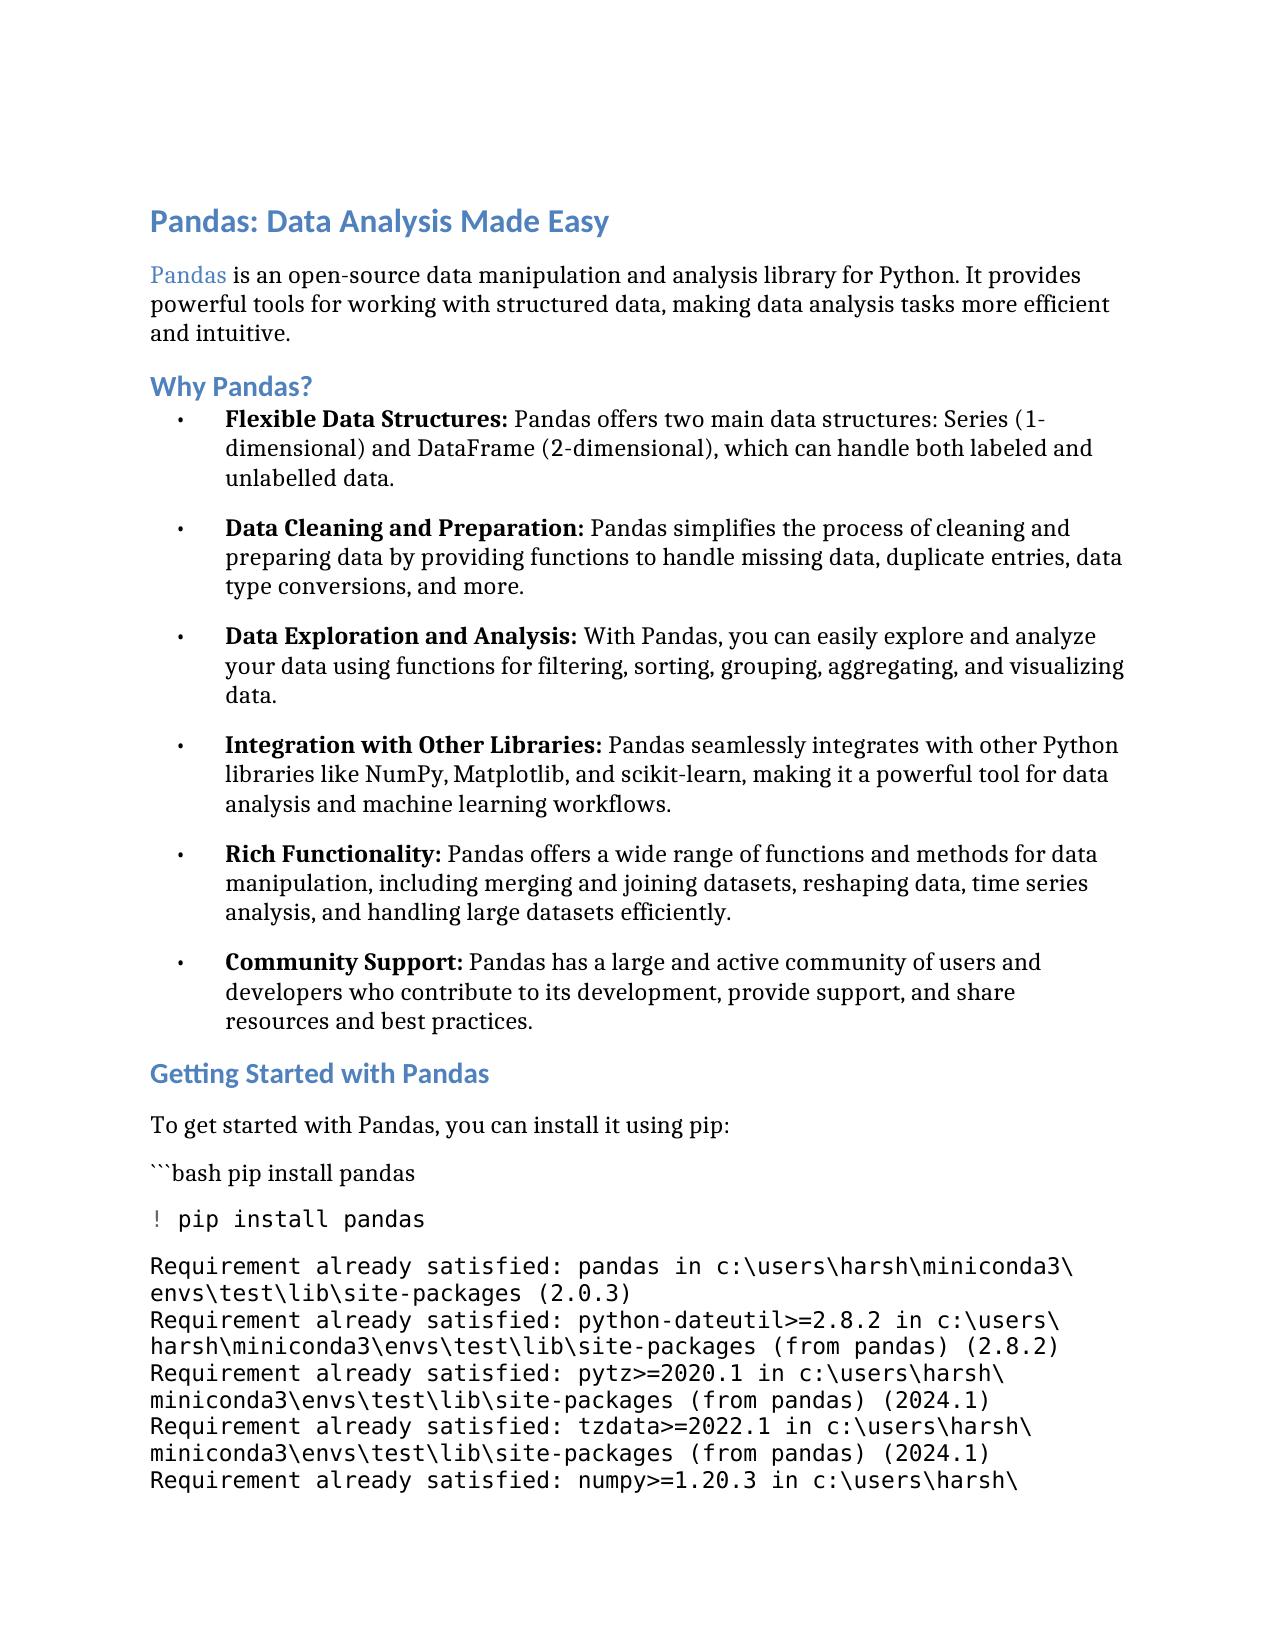 Pandas: Data Analysis Made Easy
Pandas is an open-source data manipulation and analysis library for Python. It provides
powerful tools for working with structured data, making data analysis tasks more efficient
and intuitive.
Why Pandas?
• Flexible Data Structures: Pandas offers two main data structures: Series (1-
dimensional) and DataFrame (2-dimensional), which can handle both labeled and
unlabelled data.
• Data Cleaning and Preparation: Pandas simplifies the process of cleaning and
preparing data by providing functions to handle missing data, duplicate entries, data
type conversions, and more.
• Data Exploration and Analysis: With Pandas, you can easily explore and analyze
your data using functions for filtering, sorting, grouping, aggregating, and visualizing
data.
• Integration with Other Libraries: Pandas seamlessly integrates with other Python
libraries like NumPy, Matplotlib, and scikit-learn, making it a powerful tool for data
analysis and machine learning workflows.
• Rich Functionality: Pandas offers a wide range of functions and methods for data
manipulation, including merging and joining datasets, reshaping data, time series
analysis, and handling large datasets efficiently.
• Community Support: Pandas has a large and active community of users and
developers who contribute to its development, provide support, and share
resources and best practices.
Getting Started with Pandas
To get started with Pandas, you can install it using pip:
```bash pip install pandas
! pip install pandas
Requirement already satisfied: pandas in c:\users\harsh\miniconda3\
envs\test\lib\site-packages (2.0.3)
Requirement already satisfied: python-dateutil>=2.8.2 in c:\users\
harsh\miniconda3\envs\test\lib\site-packages (from pandas) (2.8.2)
Requirement already satisfied: pytz>=2020.1 in c:\users\harsh\
miniconda3\envs\test\lib\site-packages (from pandas) (2024.1)
Requirement already satisfied: tzdata>=2022.1 in c:\users\harsh\
miniconda3\envs\test\lib\site-packages (from pandas) (2024.1)
Requirement already satisfied: numpy>=1.20.3 in c:\users\harsh\